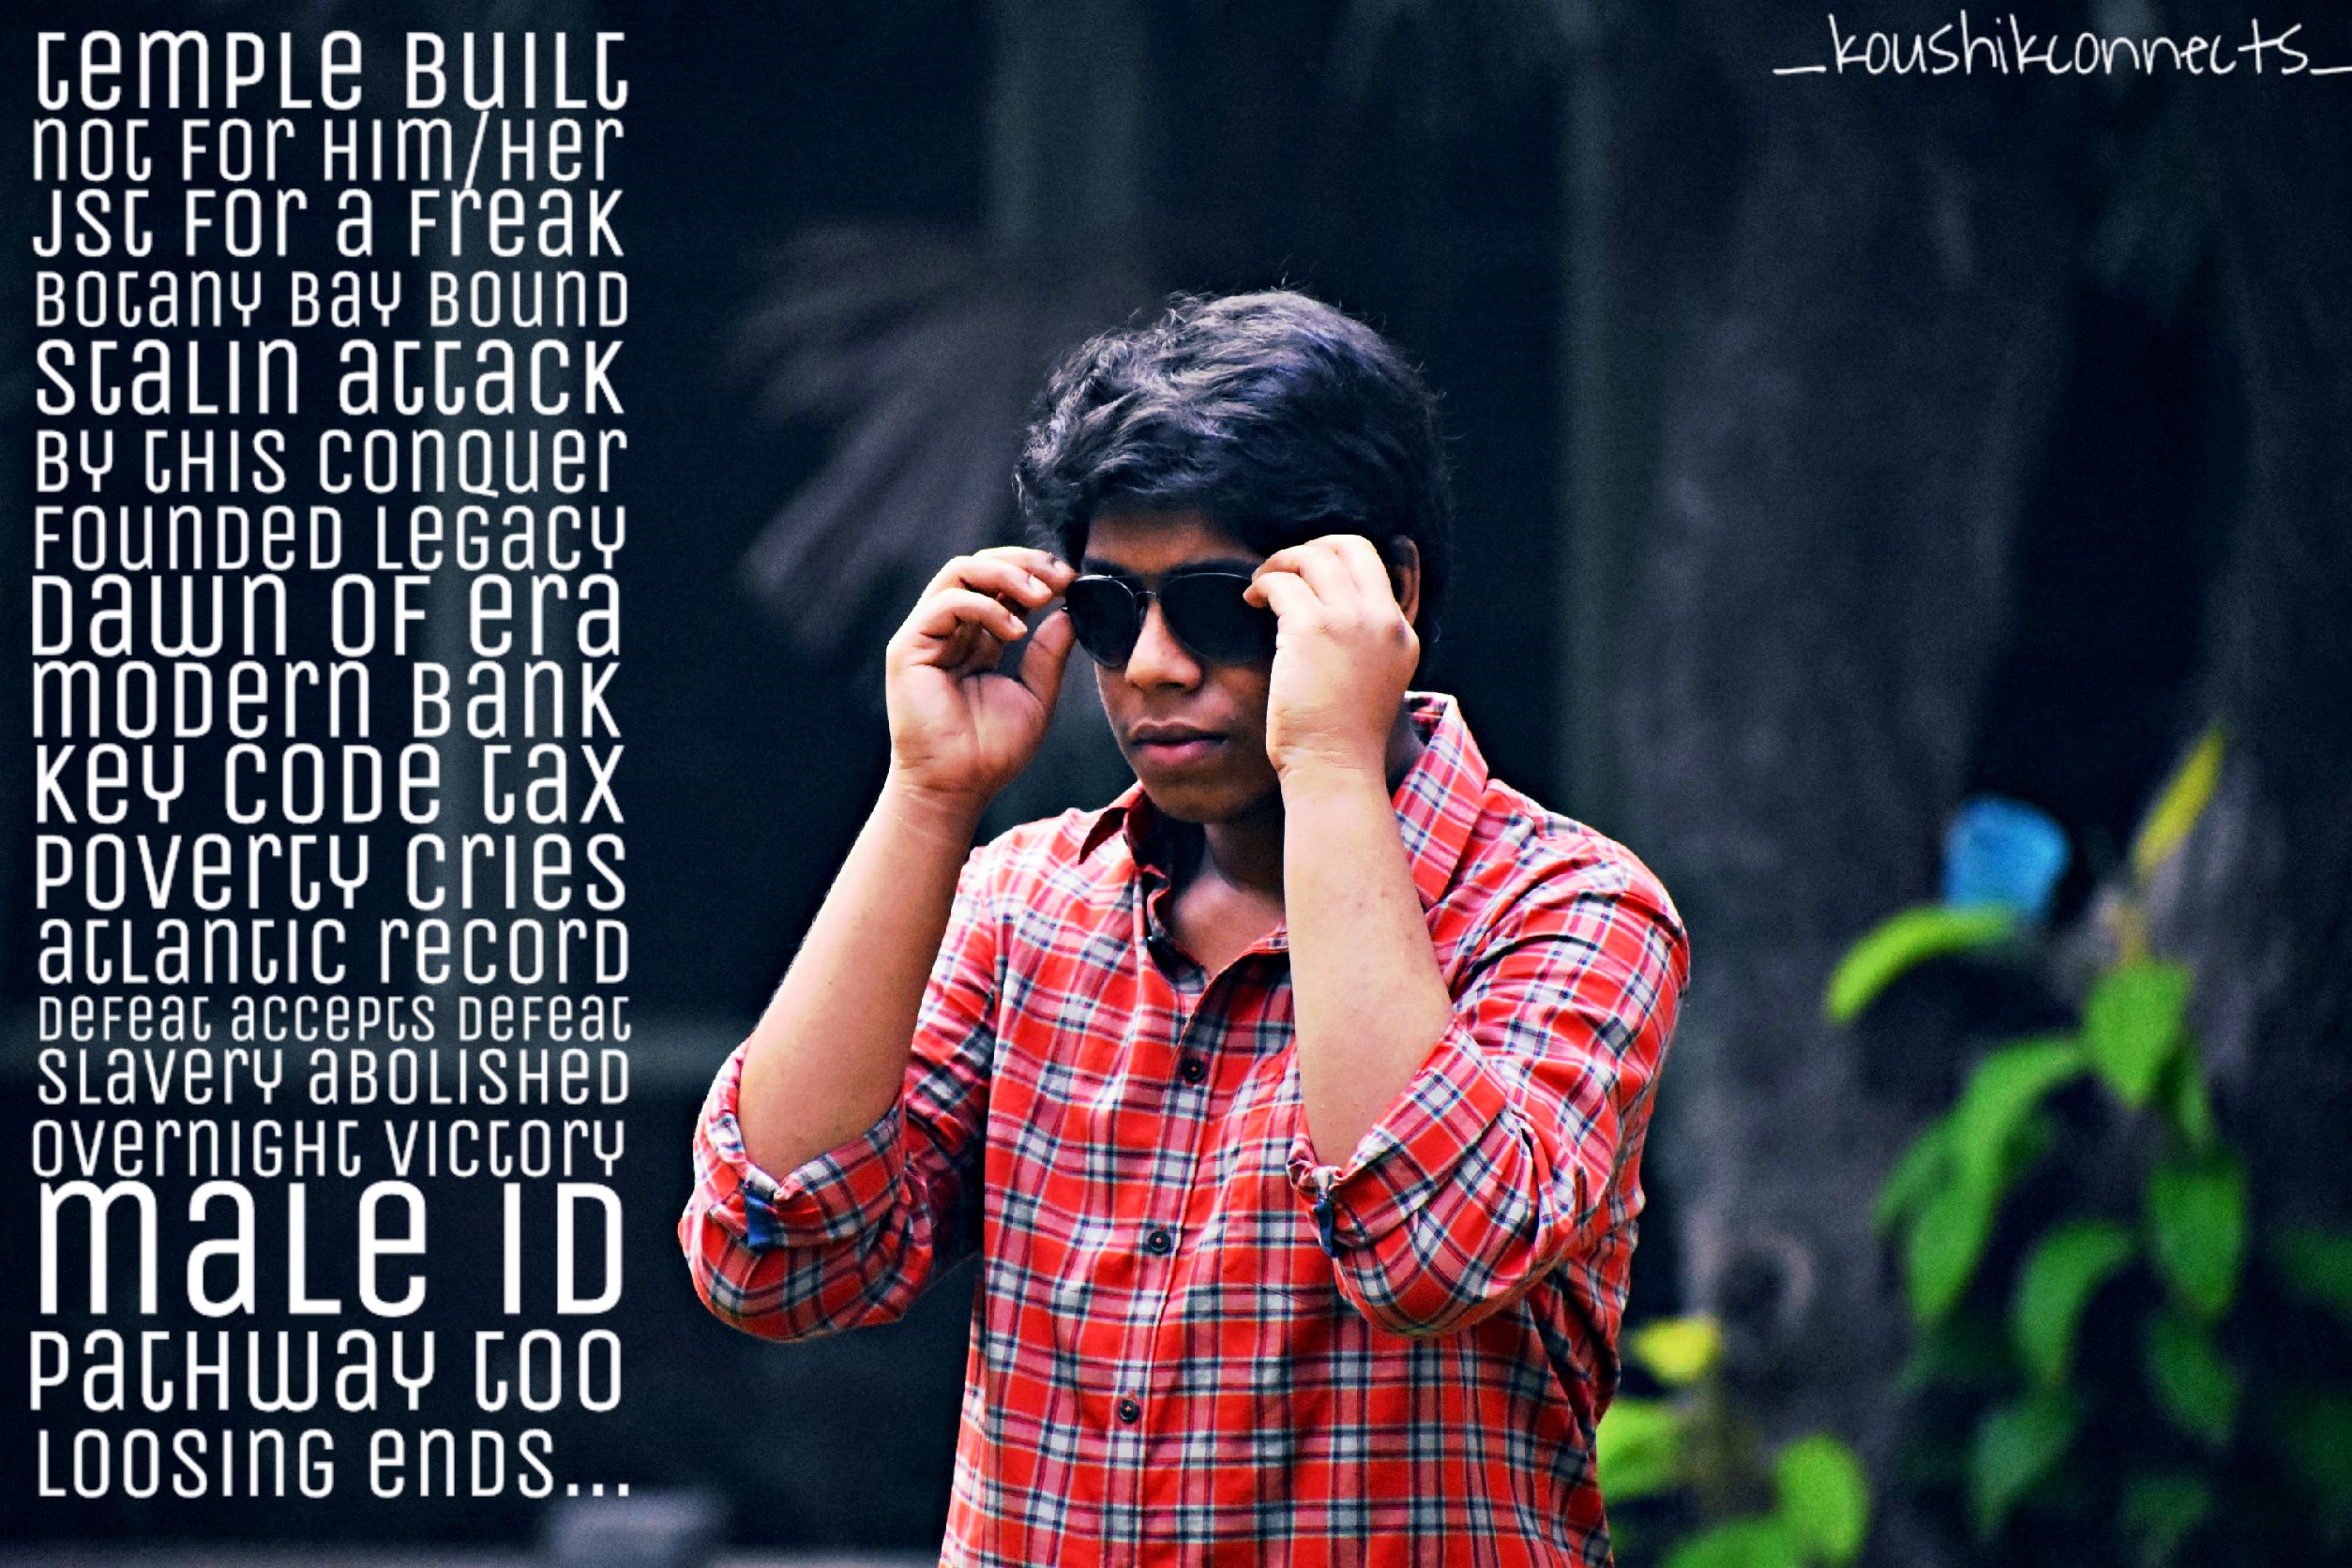 Temple Built
not for Him/Her
Jst for a freak
Botany Bay Bound
Stalin attack
By this conquer
founded Legacy
Dawn of era
modern Bank
Key code tax
Poverty cries
atlantic record
Defeat accepts Defeat
Slavery abolished
Overnight victory
male ID
Pathway too
Loosing ends...
_koushikconnects_